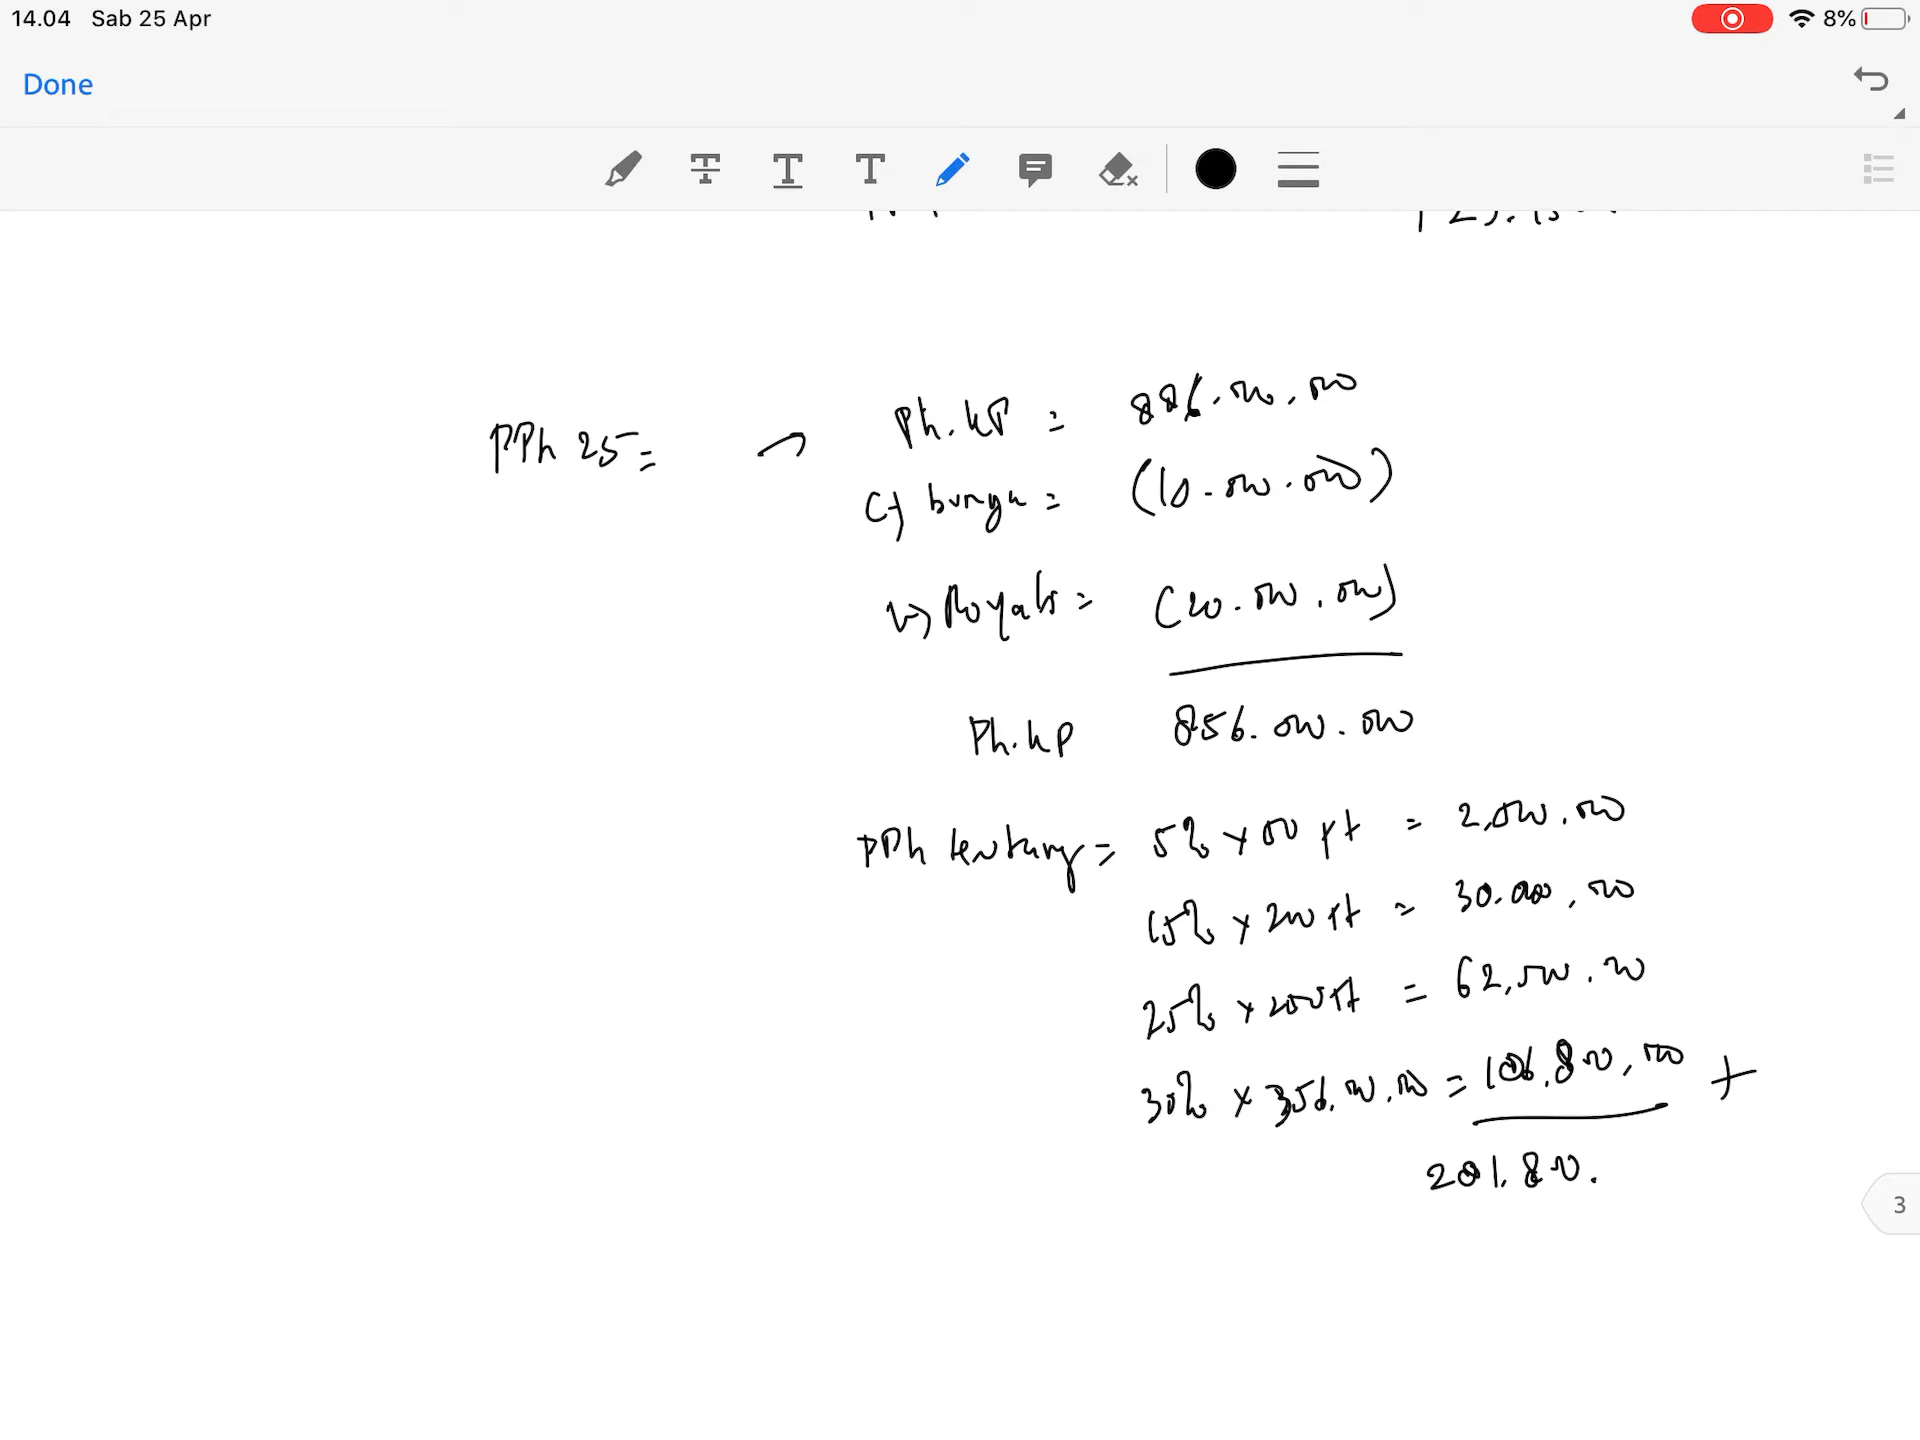 14.04 Sab 25 Apr 8%
Done
PPh 25 =
Ph.kP = 886.000.000
(-) bunga = (10.000.000)
(-) Royalti = (20.000.000)
Ph.kP 856.000.000
PPh terutang = 5% x 50 jt = 2,500.000
15% x 200 jt = 30.000.000
25% x 250 jt = 62,500.000
30% x 356.000.000 = 106.800.000 +
201.800.
3